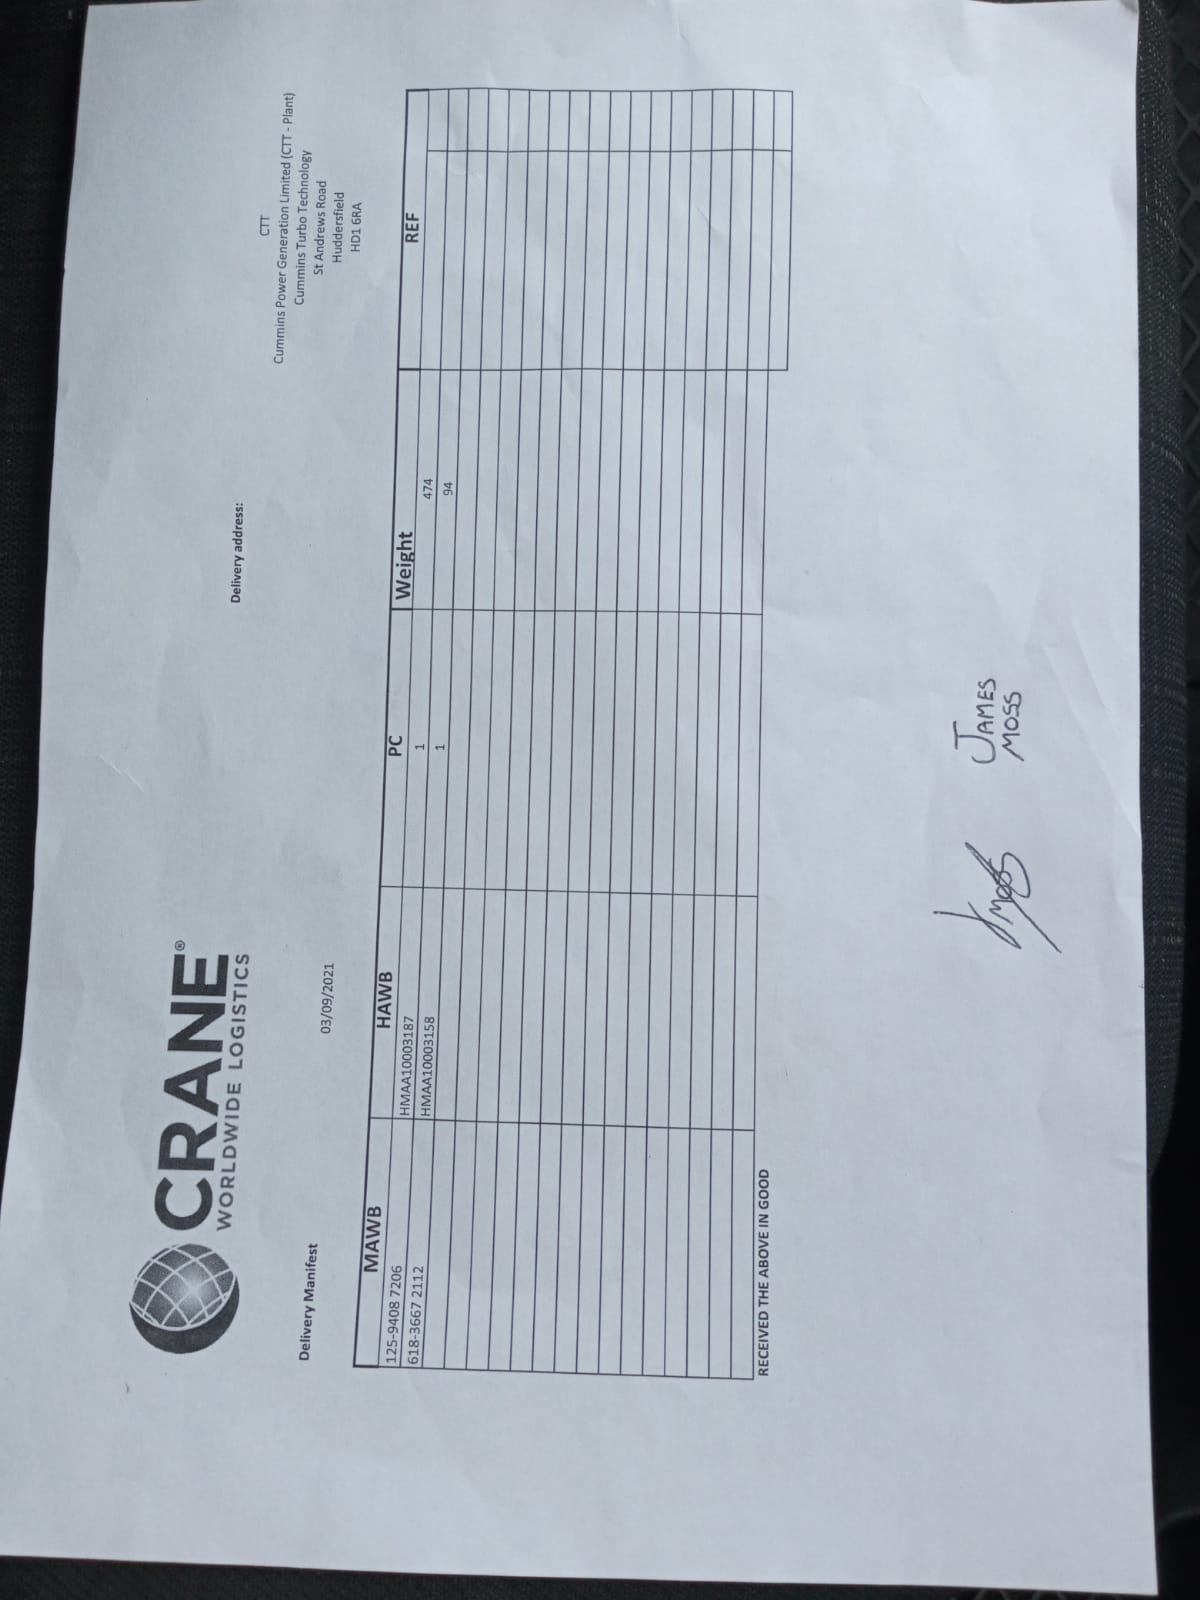 CRANE®
WORLDWIDE LOGISTICS
Delivery address:
CTT
Cummins Power Generation Limited (CTT - Plant)
Cummins Turbo Technology
St Andrews Road
Huddersfield
HD1 6RA
Delivery Manifest
03/09/2021
MAWB HAWB PC Weight REF
125-9408 7206 HMAA10003187 1 474
618-3667 2112 HMAA10003158 1 94
RECEIVED THE ABOVE IN GOOD
JAMES
MOSS